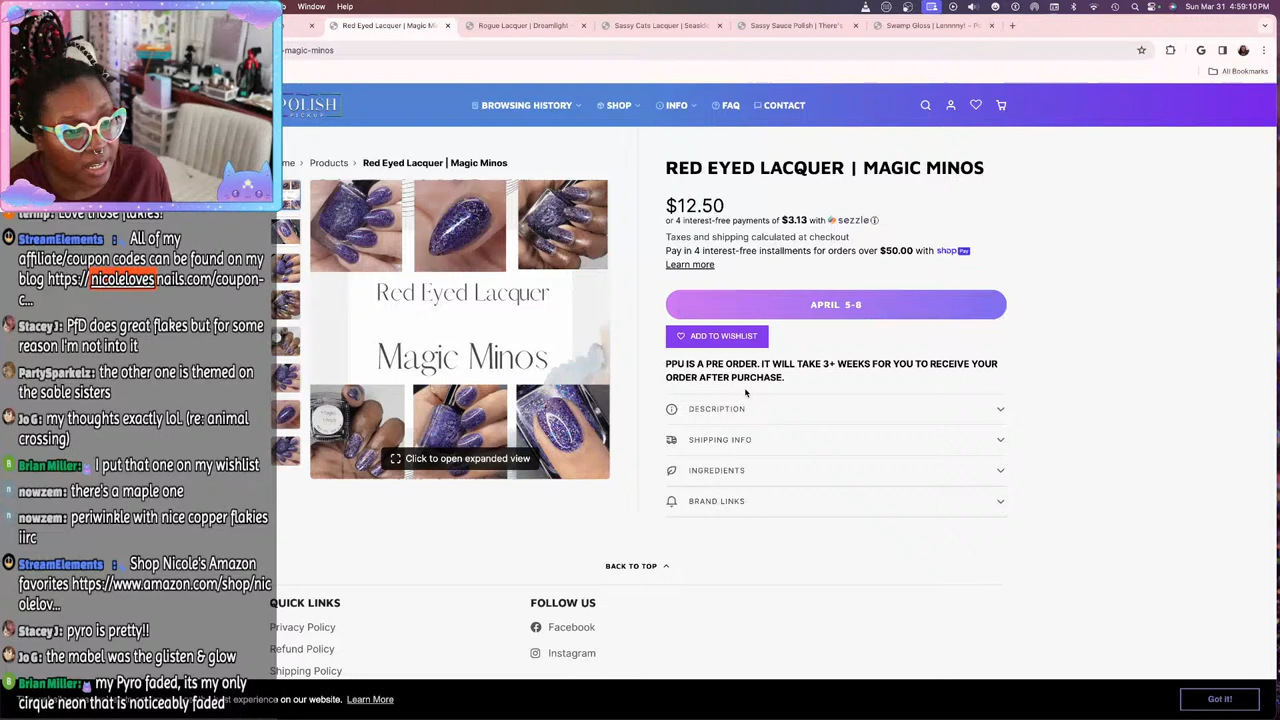 Window Help
Sun Mar 31 4:59:10 PM
Red Eyed Lacquer | Magic Min
Rogue Lacquer | Dreamlight
Sassy Cats Lacquer | Seaside
Sassy Sauce Polish | There's
Swamp Gloss | Lennnny! - Po
-magic-minos
All Bookmarks
POLISH
PICKUP
BROWSING HISTORY
SHOP
INFO
FAQ
CONTACT
Products
Red Eyed Lacquer | Magic Minos
Red Eyed Lacquer
Magic Minos
Click to open expanded view
RED EYED LACQUER | MAGIC MINOS
$12.50
or 4 interest-free payments of $3.13 with sezzle
Taxes and shipping calculated at checkout
Pay in 4 interest-free installments for orders over $50.00 with shop Pay
Learn more
APRIL 5-8
ADD TO WISHLIST
PPU IS A PRE ORDER. IT WILL TAKE 3+ WEEKS FOR YOU TO RECEIVE YOUR
ORDER AFTER PURCHASE.
DESCRIPTION
SHIPPING INFO
INGREDIENTS
BRAND LINKS
BACK TO TOP
QUICK LINKS
Privacy Policy
Refund Policy
Shipping Policy
FOLLOW US
Facebook
Instagram
on our website. Learn More
Got It!
Love those flakies!
StreamElements : All of my
affiliate/coupon codes can be found on my
blog https://nicolelovesnails.com/coupon-
c...
Stacey J: PfD does great flakes but for some
reason I'm not into it
PartySparkelz: the other one is themed on
the sable sisters
Jo G: my thoughts exactly lol. (re: animal
crossing)
Brian Miller: I put that one on my wishlist
nowzem: there's a maple one
nowzem: periwinkle with nice copper flakies
iirc
StreamElements : Shop Nicole's Amazon
favorites https://www.amazon.com/shop/nic
olelov...
Stacey J: pyro is pretty!!
Jo G: the mabel was the glisten & glow
Brian Miller: my Pyro faded, its my only
cirque neon that is noticeably faded